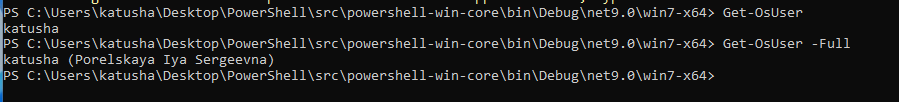 PS C:\Users\katusha\Desktop\PowerShell\src\powershell-win-core\bin\Debug\net9.0\win7-x64> Get-OsUser
katusha
PS C:\Users\katusha\Desktop\PowerShell\src\powershell-win-core\bin\Debug\net9.0\win7-x64> Get-OsUser -Full
katusha (Porelskaya Iya Sergeevna)
PS C:\Users\katusha\Desktop\PowerShell\src\powershell-win-core\bin\Debug\net9.0\win7-x64>